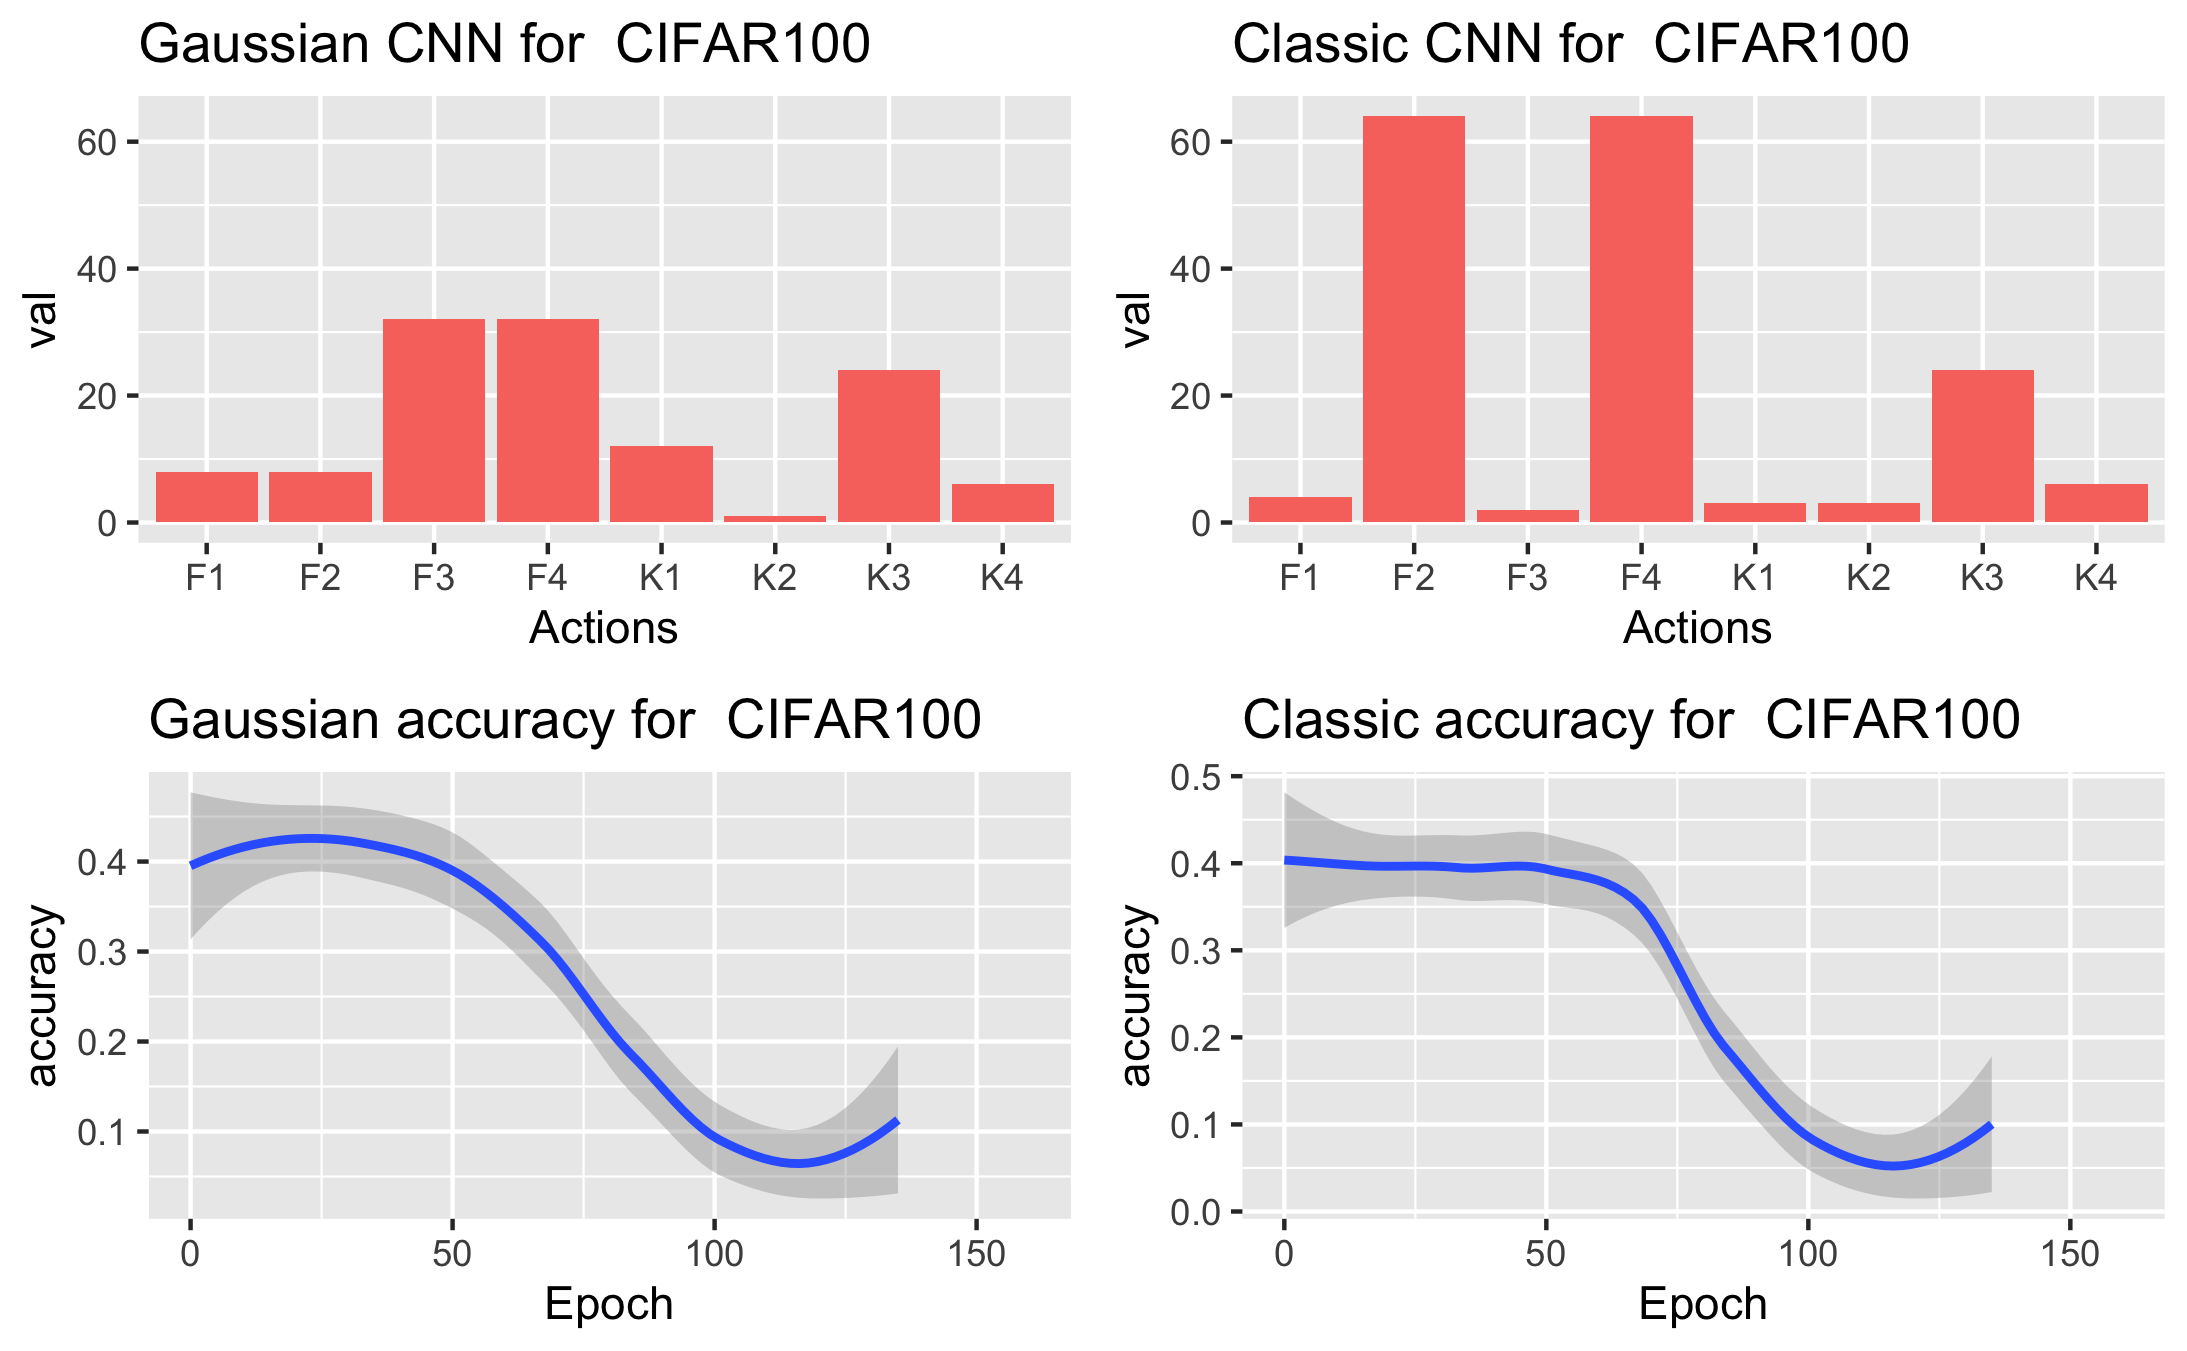 Gaussian CNN for  CIFAR100
60
40
20
0
val
F1 F2 F3 F4 K1 K2 K3 K4
Actions
Classic CNN for  CIFAR100
60
40
20
0
val
F1 F2 F3 F4 K1 K2 K3 K4
Actions
Gaussian accuracy for  CIFAR100
0.4
0.3
0.2
0.1
accuracy
0 50 100 150
Epoch
Classic accuracy for  CIFAR100
0.5
0.4
0.3
0.2
0.1
0.0
accuracy
0 50 100 150
Epoch